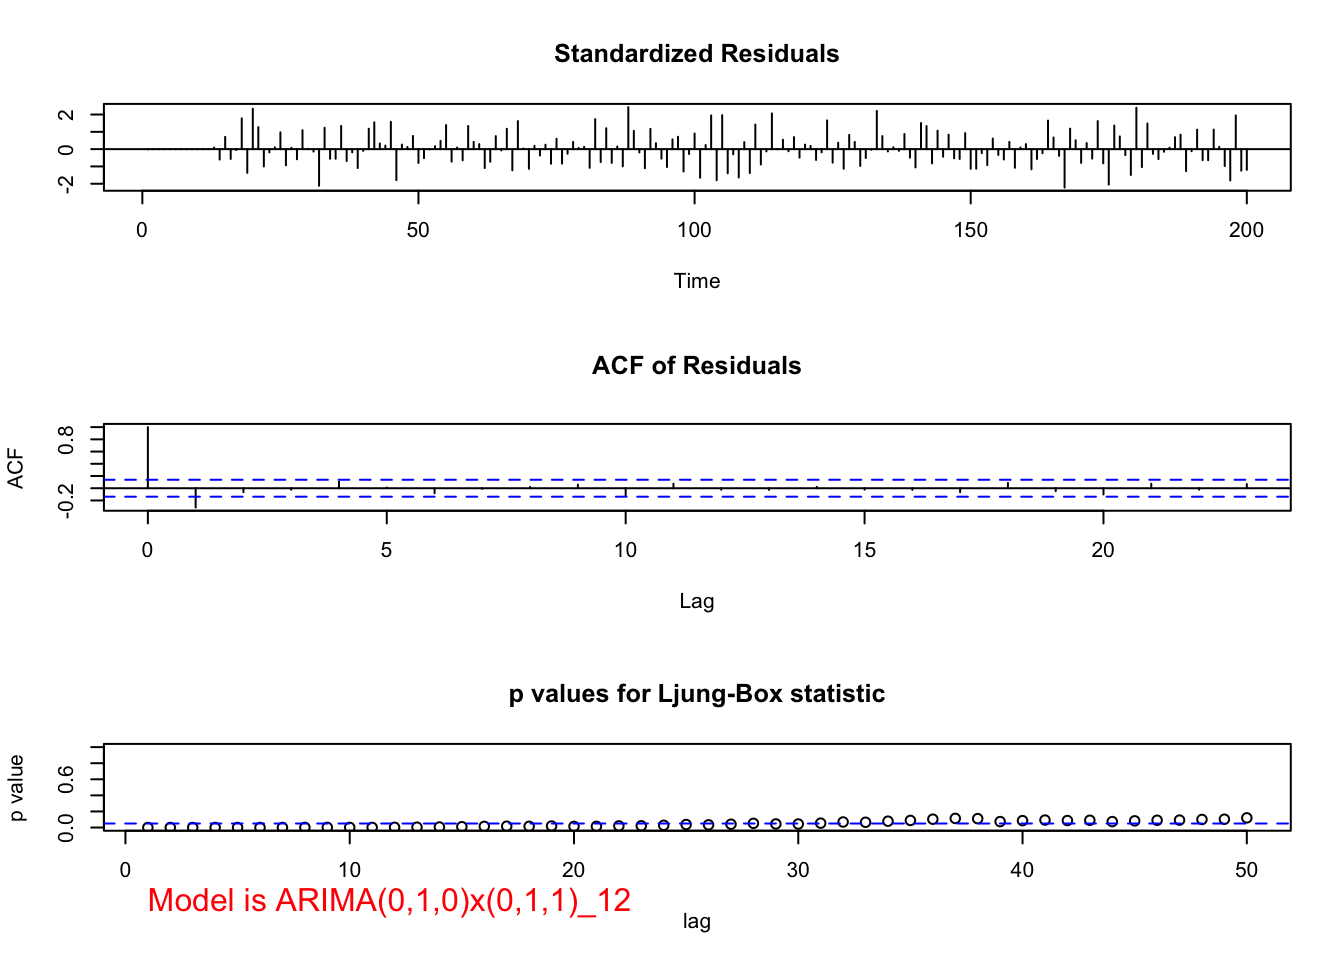 Standardized Residuals
2
0
-2
0 50 100 150 200
Time
ACF of Residuals
ACF
0.8
-0.2
0 5 10 15 20
Lag
p values for Ljung-Box statistic
p value
0.6
0.0
0 10 20 30 40 50
Model is ARIMA(0,1,0)x(0,1,1)_12
lag